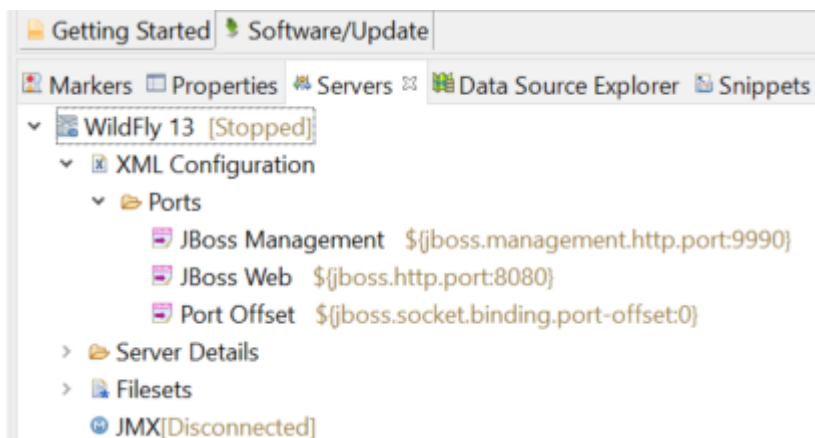 Getting Started Software/Update
Markers Properties Servers Data Source Explorer Snippets
WildFly 13 [Stopped]
XML Configuration
Ports
JBoss Management ${jboss.management.http.port:9990}
JBoss Web ${jboss.http.port:8080}
Port Offset ${jboss.socket.binding.port-offset:0}
Server Details
Filesets
JMX[Disconnected]